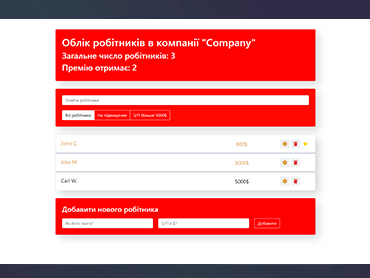 Облік робітників в компанії "Company"
Загальне число робітників: 3
Премію отримає: 2
Знайти робітника
Всі робітники На підвищення З/П більше 1000$
John C. 800$
Alex M. 3000$
Carl W. 5000$
Добавити нового робітника
Як його звати? З/П в $? Добавити